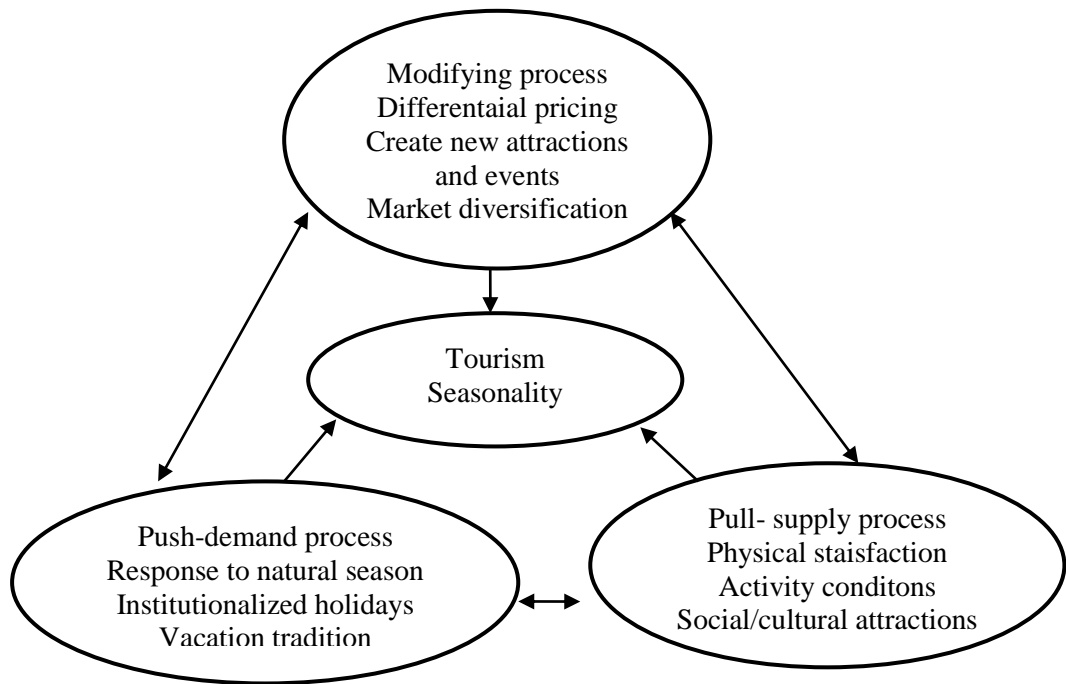 Modifying process
Differentaial pricing
Create new attractions
and events
Market diversification
Tourism
Seasonality
Push-demand process
Response to natural season
Institutionalized holidays
Vacation tradition
Pull- supply process
Physical staisfaction
Activity conditons
Social/cultural attractions